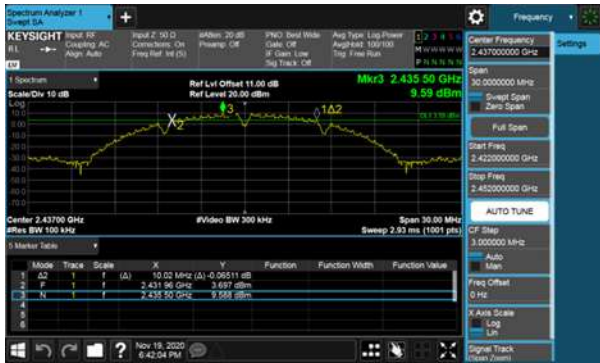 Spectrum Analyzer 1
Swept SA
+
Frequency
KEYSIGHT
Input: RF
Coupling: AC
Align: Auto
Input Z: 50 Ω
Corrections: On
Freq Ref: Int (S)
#Atten: 20 dB
Preamp: Off
PNO: Best Wide
Gate: Off
IF Gain: Low
Sig Track: Off
Avg Type: Log-Power
Avg|Hold: 100/100
Trig: Free Run
1 Spectrum
Scale/Div 10 dB
Log
Ref Lvl Offset 11.00 dB
Ref Level 20.00 dBm
Mkr3 2.435 50 GHz
9.59 dBm
3
1Δ2
X2
Center 2.43700 GHz
#Res BW 100 kHz
#Video BW 300 kHz
Span 30.00 MHz
Sweep 2.93 ms (1001 pts)
5 Marker Table
Mode Trace Scale X Y Function Function Width Function Value
1 Δ2 1 f (Δ) 10.02 MHz (Δ) -0.06511 dB
2 F 1 f 2.431 96 GHz 3.697 dBm
3 N 1 f 2.435 50 GHz 9.588 dBm
4
5
6
?
Nov 19, 2020
6:42:04 PM
Center Frequency
2.437000000 GHz
Settings
Span
30.0000000 MHz
Swept Span
Zero Span
Full Span
Start Freq
2.422000000 GHz
Stop Freq
2.452000000 GHz
AUTO TUNE
CF Step
3.000000 MHz
Auto
Man
Freq Offset
0 Hz
X Axis Scale
Log
Lin
Signal Track
(Span Zoom)